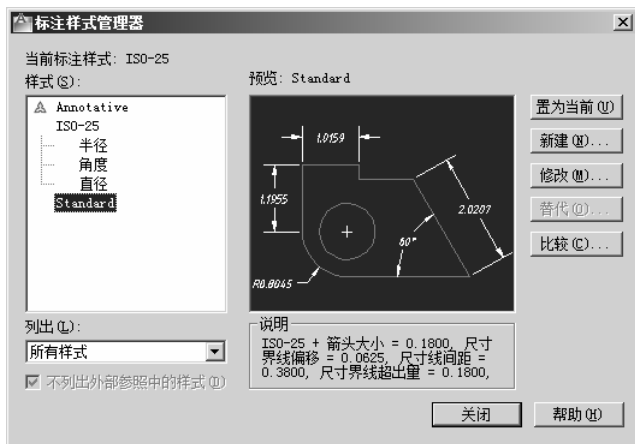 标注样式管理器
当前标注样式: ISO-25
样式(S):
Annotative
ISO-25
半径
角度
直径
Standard
列出(L):
所有样式
不列出外部参照中的样式(D)
预览: Standard
1.0159
1.1955
2.0207
60°
R0.8045
说明
ISO-25 + 箭头大小 = 0.1800, 尺寸
界线偏移 = 0.0625, 尺寸线间距 =
0.3800, 尺寸界线超出量 = 0.1800,
置为当前(U)
新建(N)...
修改(M)...
替代(O)...
比较(C)...
关闭
帮助(H)